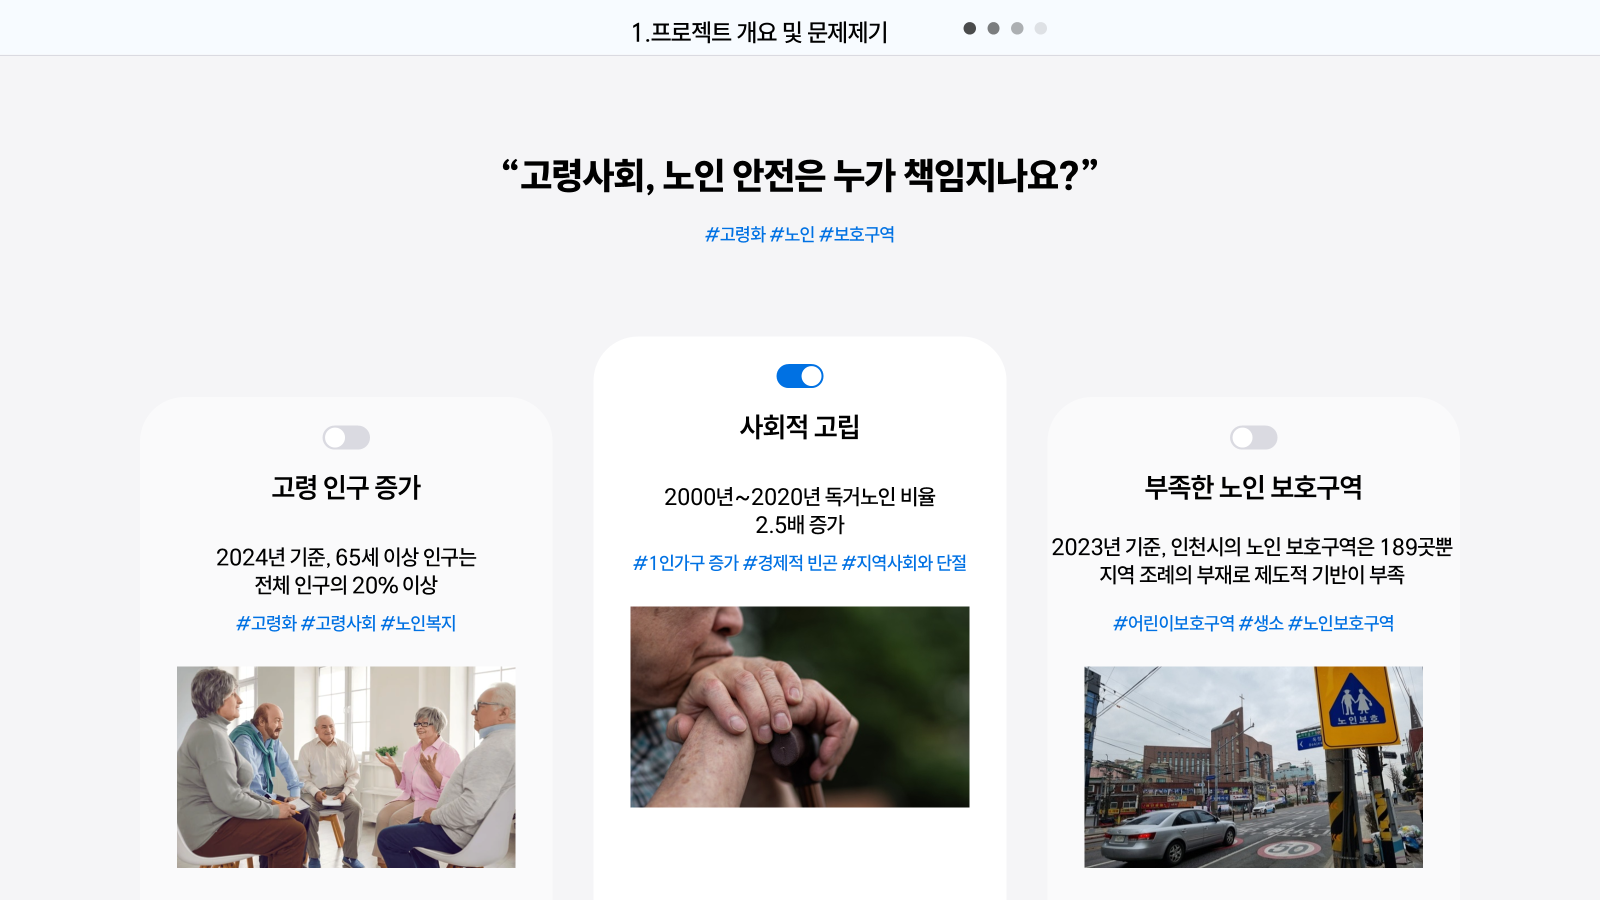 1.프로젝트 개요 및 문제제기
“고령사회, 노인 안전은 누가 책임지나요?”
#고령화 #노인 #보호구역
고령 인구 증가
2024년 기준, 65세 이상 인구는
전체 인구의 20% 이상
#고령화 #고령사회 #노인복지
사회적 고립
2000년~2020년 독거노인 비율
2.5배 증가
#1인가구 증가 #경제적 빈곤 #지역사회와 단절
부족한 노인 보호구역
2023년 기준, 인천시의 노인 보호구역은 189곳뿐
지역 조례의 부재로 제도적 기반이 부족
#어린이보호구역 #생소 #노인보호구역
노인보호
50